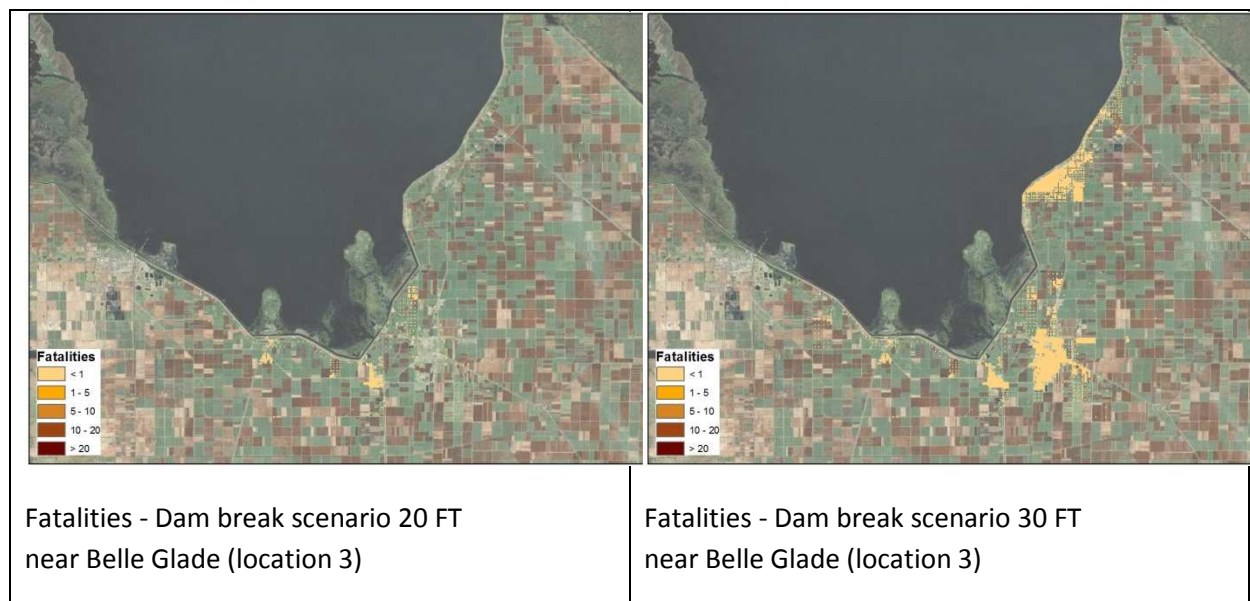 Fatalities
< 1
1 - 5
5 - 10
10 - 20
> 20
Fatalities - Dam break scenario 20 FT
near Belle Glade (location 3)
Fatalities
< 1
1 - 5
5 - 10
10 - 20
> 20
Fatalities - Dam break scenario 30 FT
near Belle Glade (location 3)